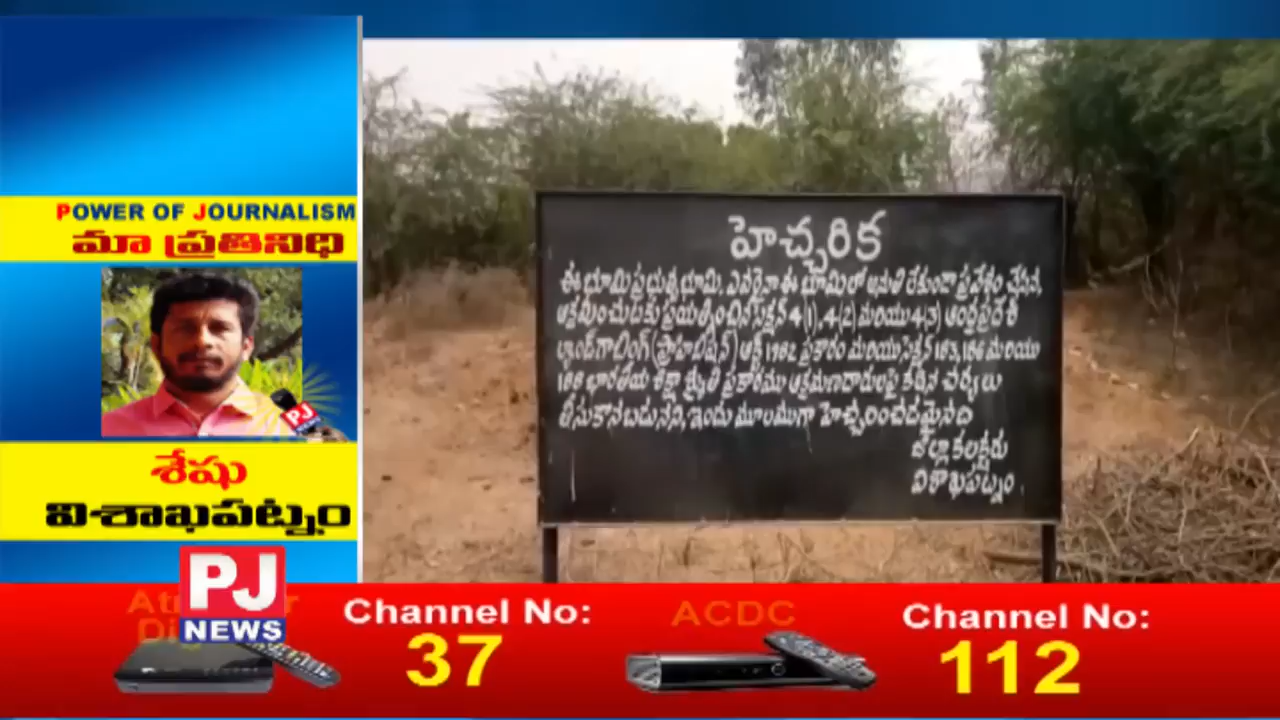 POWER OF JOURNALISM
మా ప్రతినిధి
PJ
శేషు
విశాఖపట్నం
హెచ్చరిక
ఈ భూమి ప్రభుత్వ భూమి. ఎవరైనా ఈ భూమిలో అనుమతి లేకుండా ప్రవేశం చేసిన,
ఆక్రమించుటకు ప్రయత్నించిన సెక్షన్ 4(1), 4(2) మరియు 4(3) ఆంధ్రప్రదేశ్
ల్యాండ్ గ్రాబింగ్ (ప్రొహిబిషన్) ఆక్ట్ 1982 ప్రకారం మరియు సెక్షన్ 183, 186 మరియు
188 భారతీయ శిక్షా స్మృతి ప్రకారము ఆక్రమణదారులపై కఠిన చర్యలు
తీసుకొనబడునని, ఇందు మూలముగా హెచ్చరించడమైనది
జిల్లా కలక్టరు
విశాఖపట్నం.
PJ
NEWS
Channel No:
37
ACDC
Channel No:
112